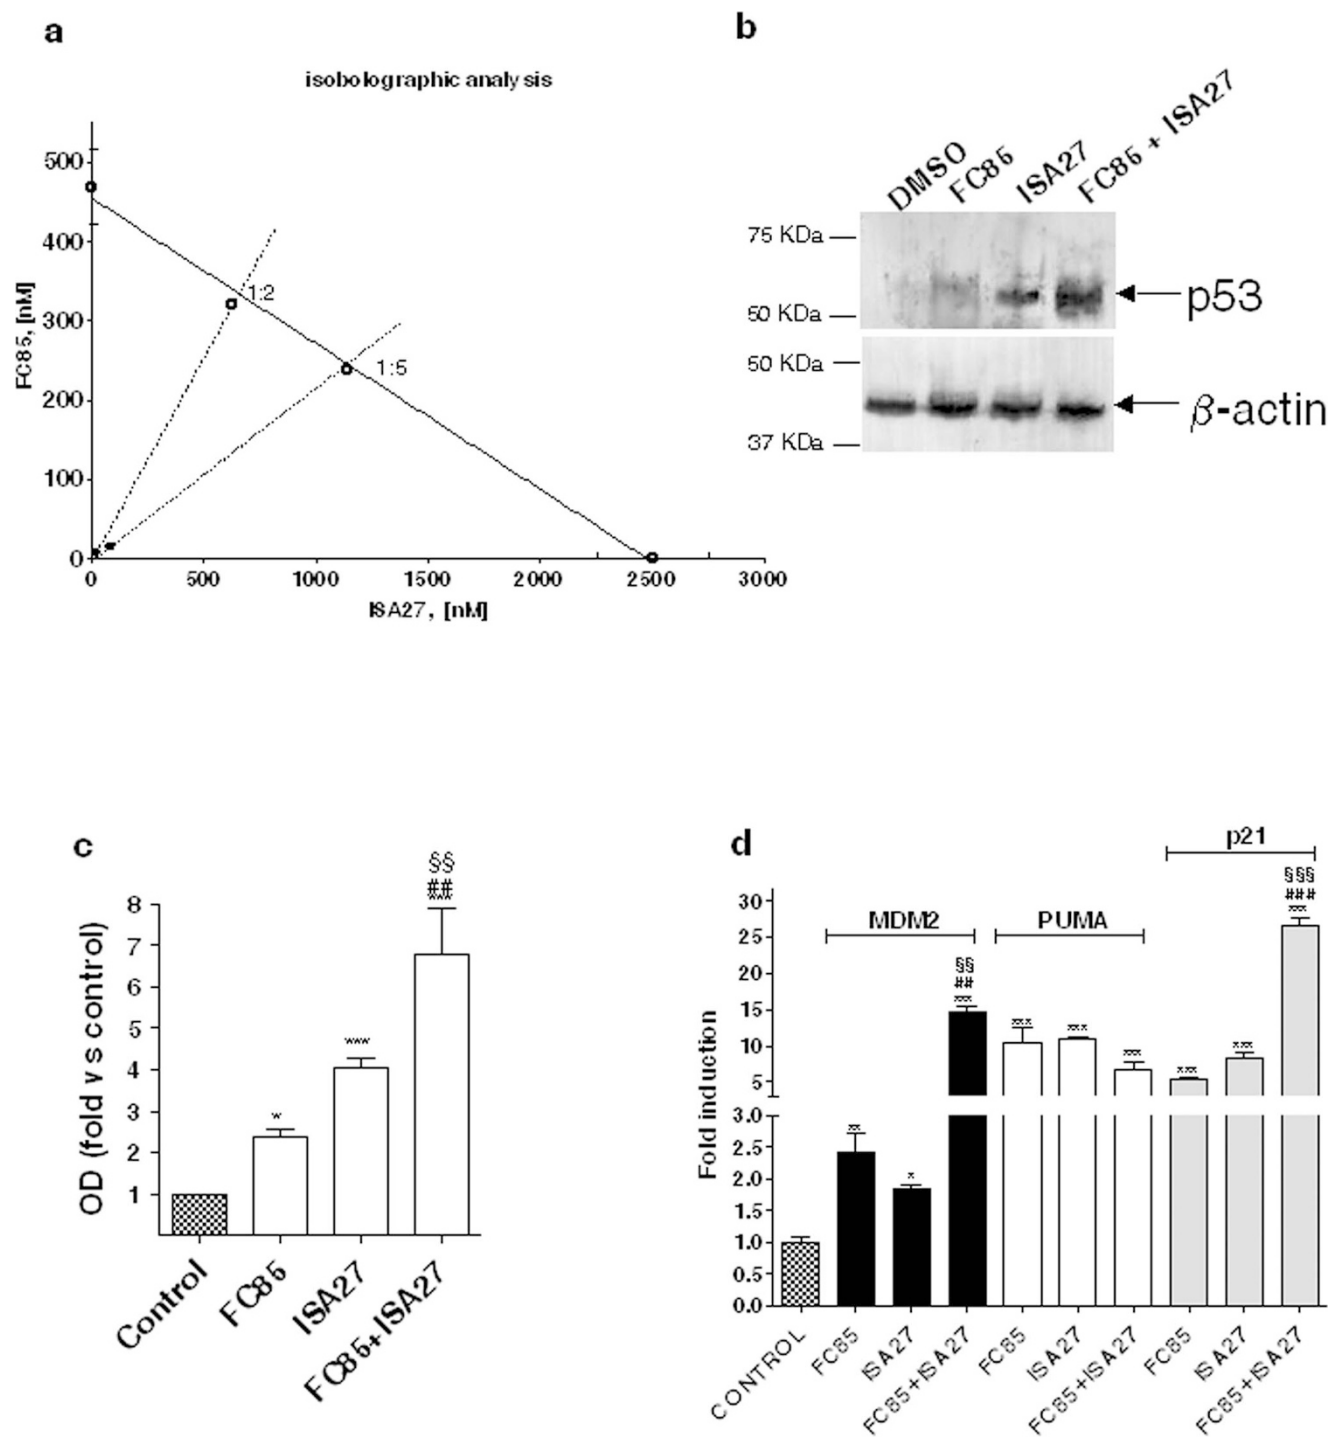 a
isobolographic analysis
500
400
300
200
100
0
FC85, [nM]
1:2
1:5
0 500 1000 1500 2000 2500 3000
ISA27, [nM]
b
DMSO
FC85
ISA27
FC85 + ISA27
75 KDa
50 KDa
p53
50 KDa
37 KDa
β-actin
c
OD (fold vs control)
8
7
6
5
4
3
2
1
*
***
§§
##
***
Control
FC85
ISA27
FC85+ISA27
d
p21
MDM2
PUMA
Fold induction
30
25
20
15
10
5
3.0
2.5
2.0
1.5
1.0
0.5
0.0
**
*
§§
##
***
***
***
***
***
***
§§§
###
***
CONTROL
FC85
ISA27
FC85+ISA27
FC85
ISA27
FC85+ISA27
FC85
ISA27
FC85+ISA27